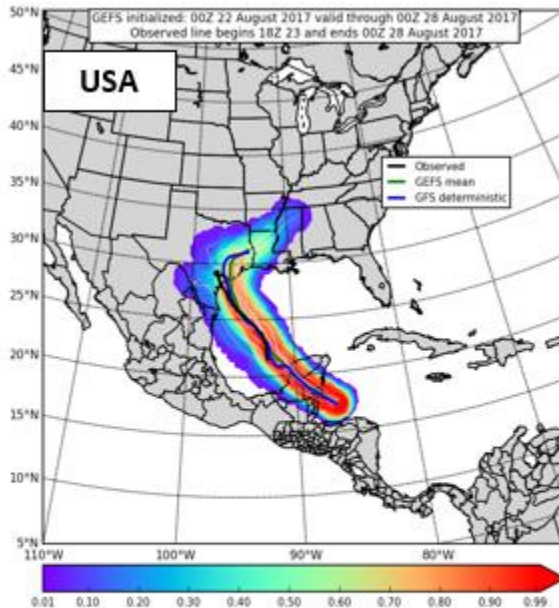 50°N
GEFS initialized: 00Z 22 August 2017 valid through 00Z 28 August 2017
Observed line begins 18Z 23 and ends 00Z 28 August 2017
45°N
USA
40°N
35°N
Observed
GEFS mean
GFS deterministic
30°N
25°N
20°N
15°N
10°N
5°N
110°W 100°W 90°W 80°W
0.01 0.10 0.20 0.30 0.40 0.50 0.60 0.70 0.80 0.90 0.99